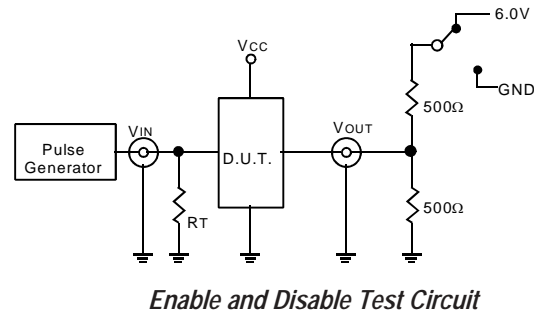 6.0V
VCC
GND
500Ω
Pulse
Generator
VIN
D.U.T.
VOUT
RT
500Ω
Enable and Disable Test Circuit